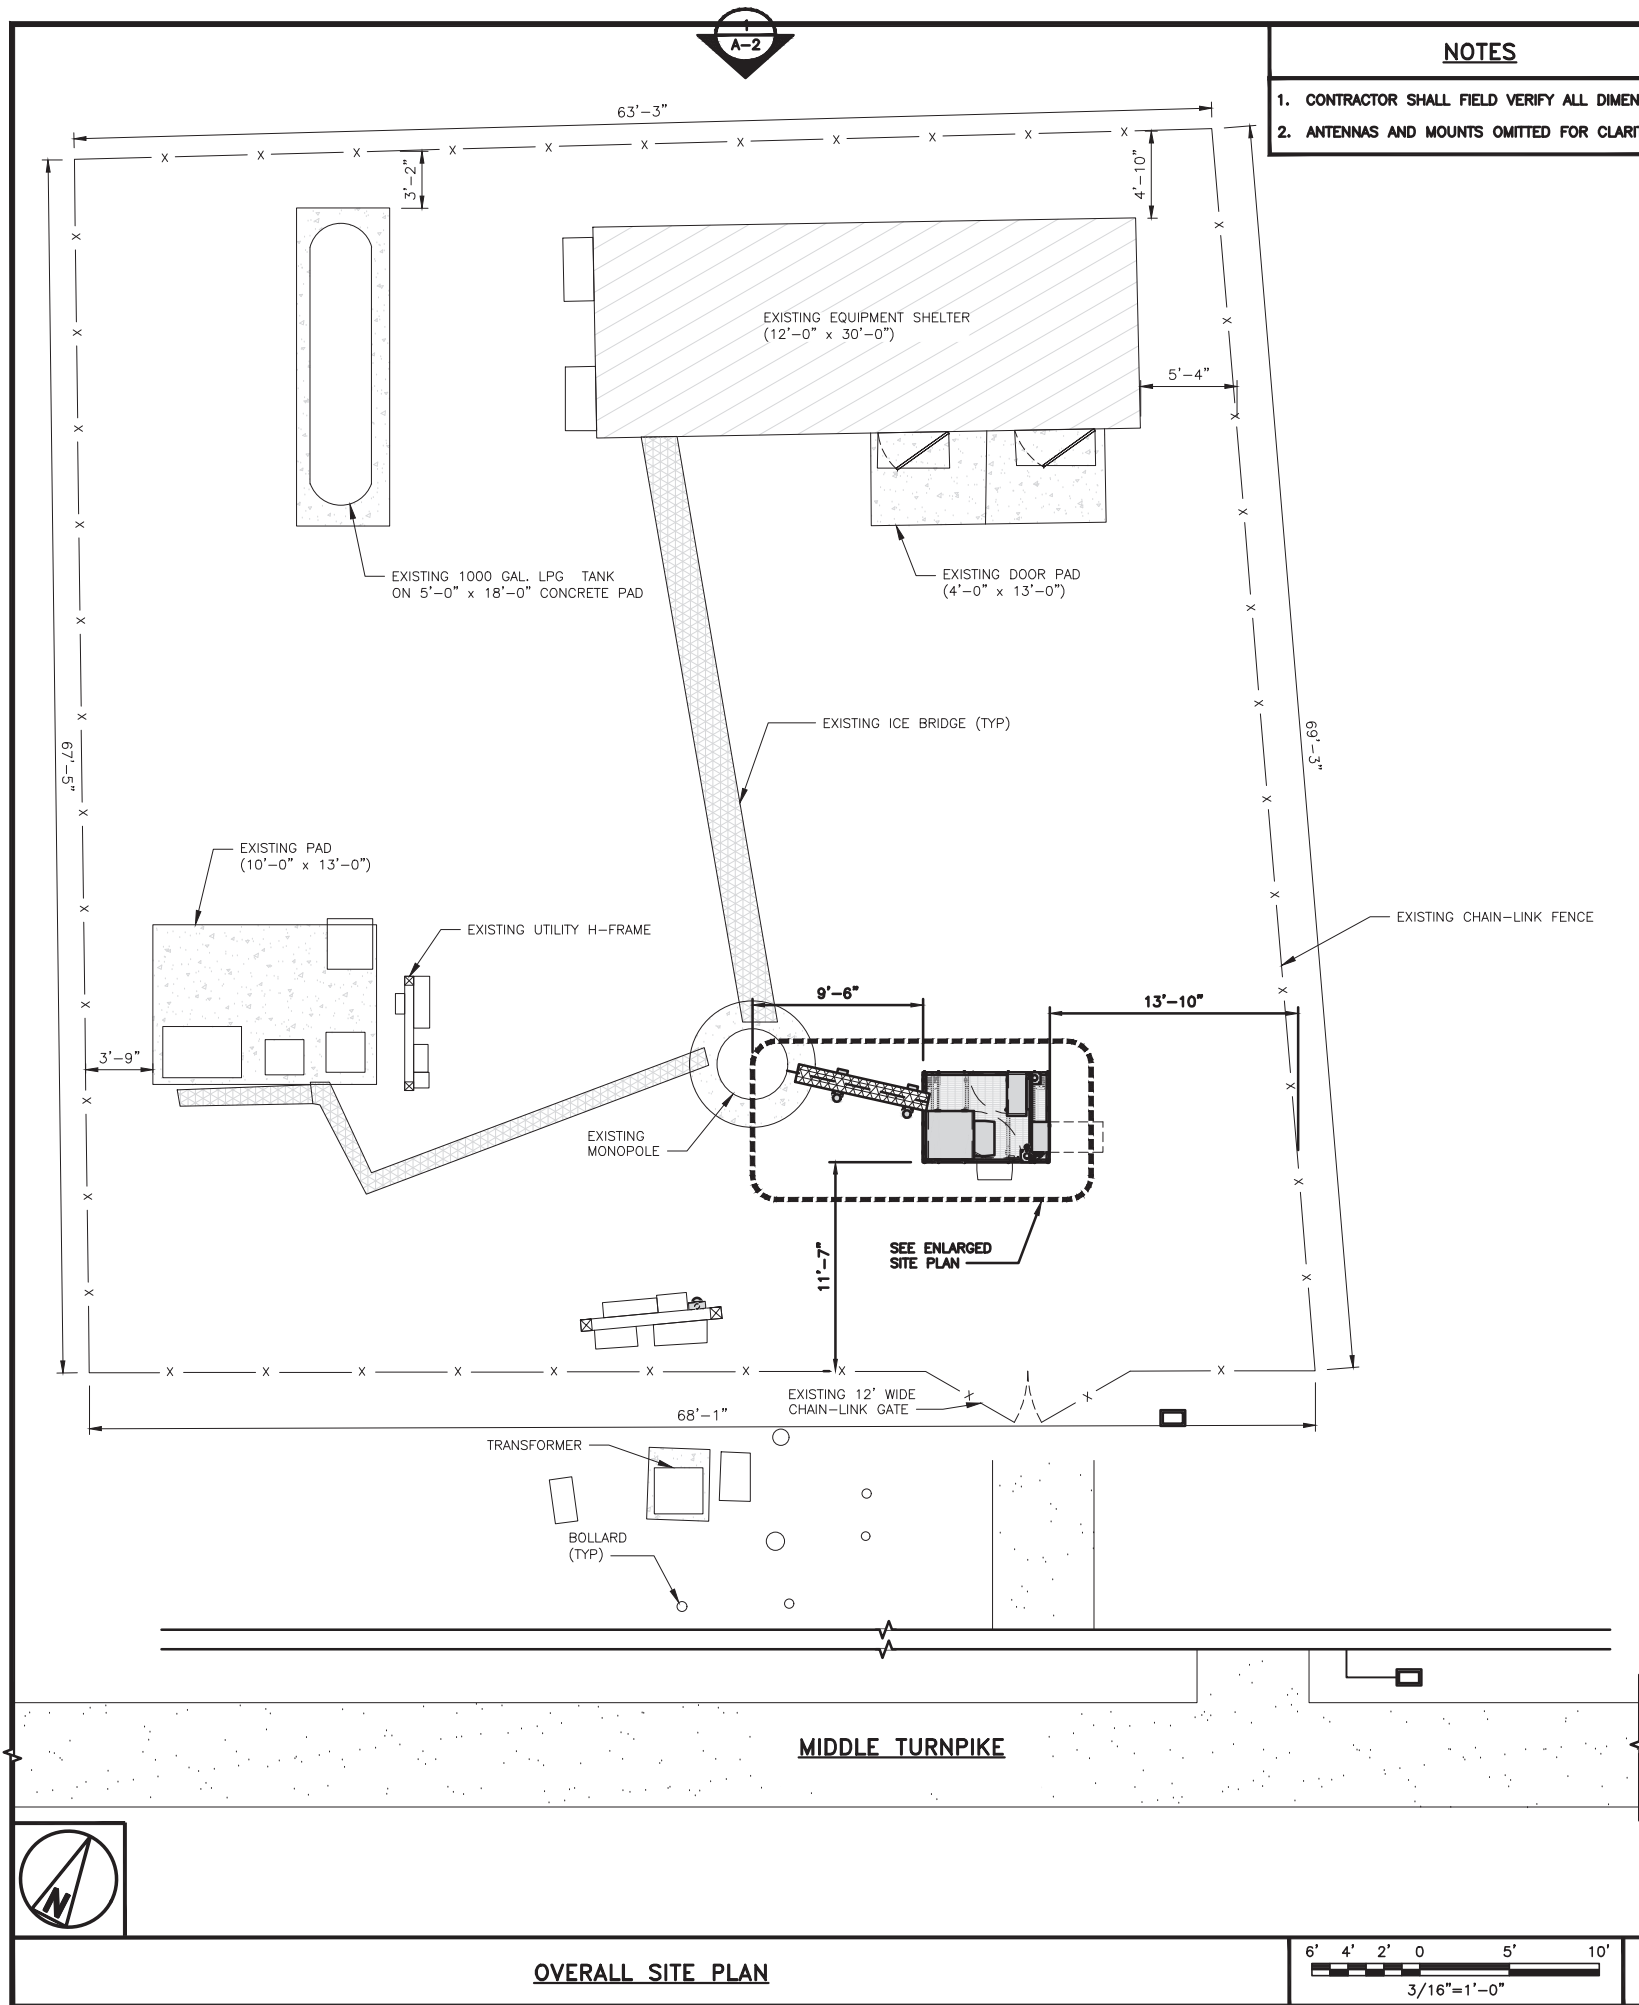 1
A-2
NOTES
1. CONTRACTOR SHALL FIELD VERIFY ALL DIMEN
2. ANTENNAS AND MOUNTS OMITTED FOR CLARIT
63'-3"
3'-2"
4'-10"
EXISTING EQUIPMENT SHELTER
(12'-0" x 30'-0")
5'-4"
EXISTING 1000 GAL. LPG TANK
ON 5'-0" x 18'-0" CONCRETE PAD
EXISTING DOOR PAD
(4'-0" x 13'-0")
EXISTING ICE BRIDGE (TYP)
67'-5"
69'-3"
EXISTING PAD
(10'-0" x 13'-0")
EXISTING UTILITY H-FRAME
EXISTING CHAIN-LINK FENCE
9'-6"
13'-10"
3'-9"
EXISTING
MONOPOLE
11'-7"
SEE ENLARGED
SITE PLAN
EXISTING 12' WIDE
CHAIN-LINK GATE
68'-1"
TRANSFORMER
BOLLARD
(TYP)
MIDDLE TURNPIKE
N
OVERALL SITE PLAN
6' 4' 2' 0 5' 10'
3/16"=1'-0"